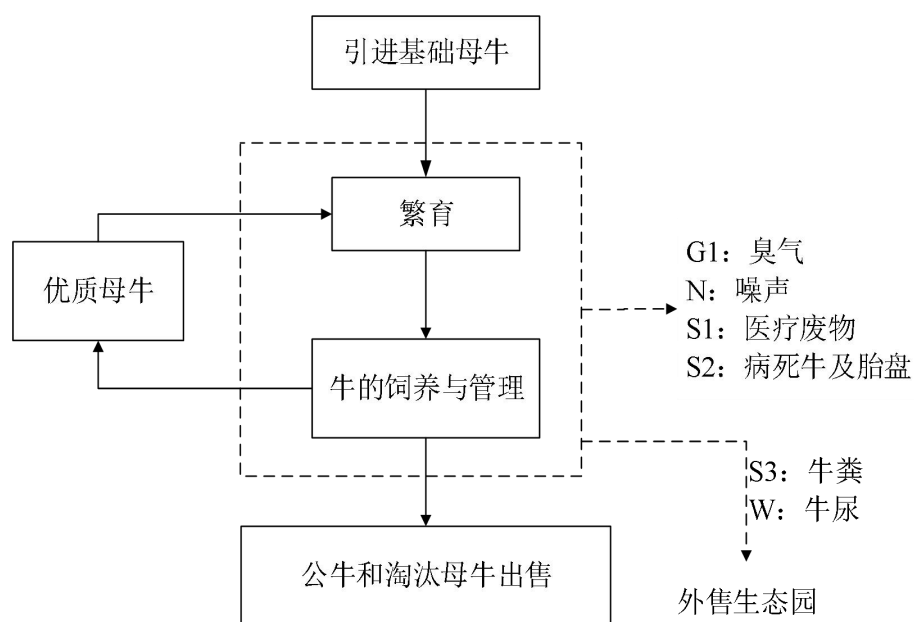 引进基础母牛
繁育
优质母牛
牛的饲养与管理
公牛和淘汰母牛出售
G1：臭气
N：噪声
S1：医疗废物
S2：病死牛及胎盘
S3：牛粪
W：牛尿
外售生态园